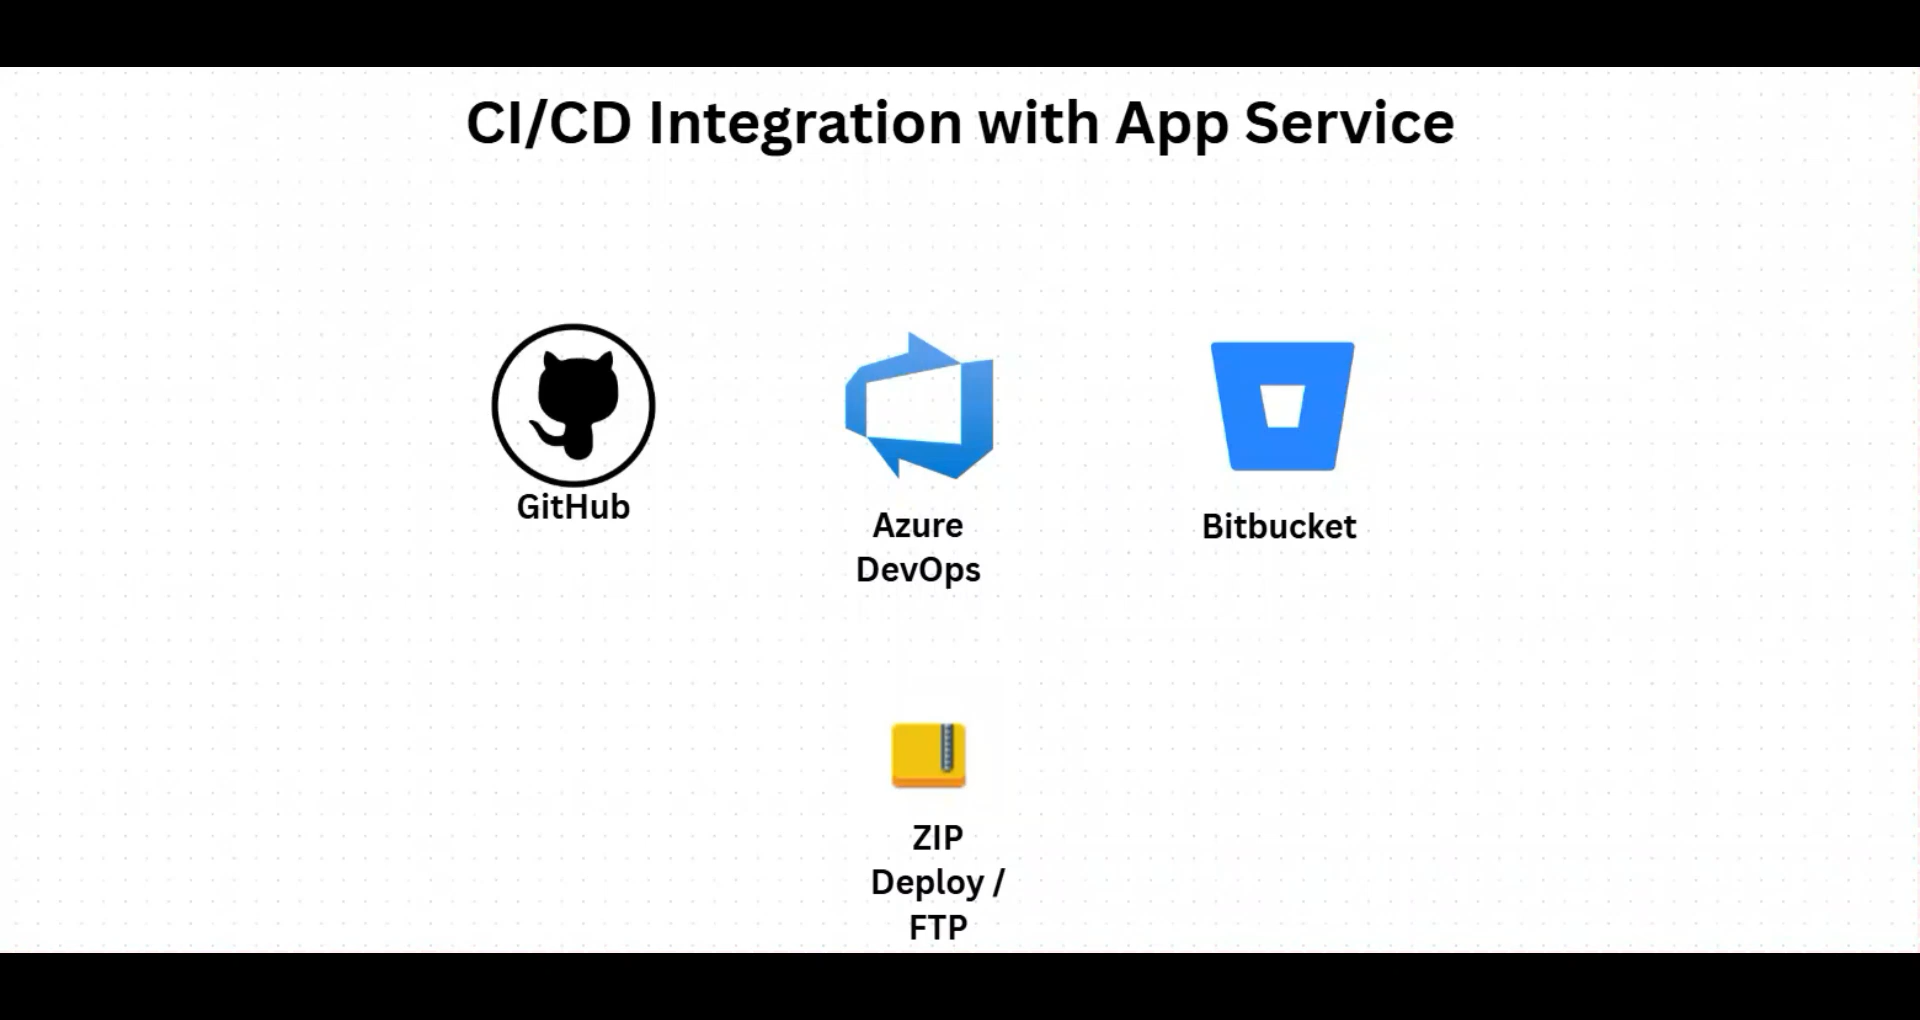 CI/CD Integration with App Service
GitHub
Azure
DevOps
Bitbucket
ZIP
Deploy /
FTP